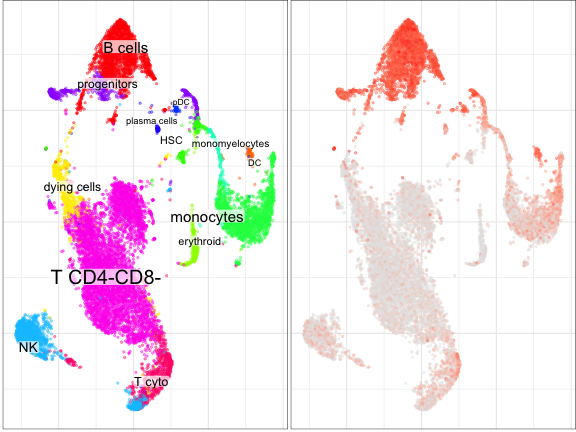 B cells
progenitors
pDC
plasma cells
HSC
monomyelocytes
DC
dying cells
monocytes
erythroid
T CD4-CD8-
NK
T cyto